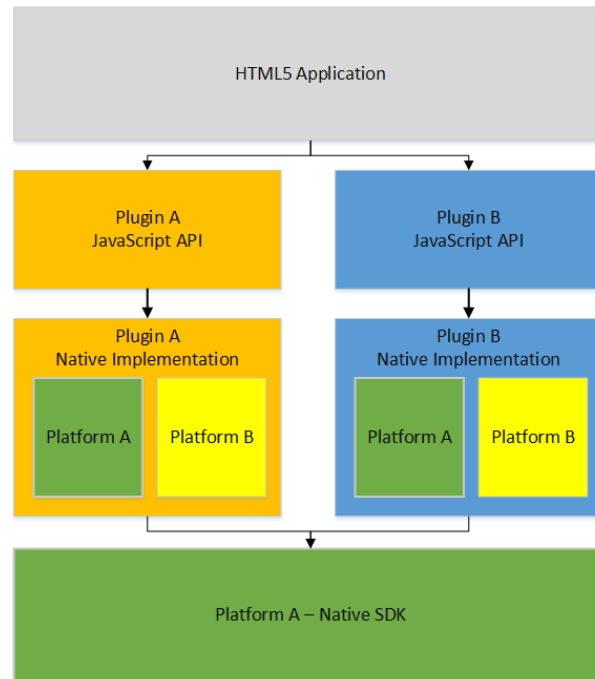 HTML5 Application
Plugin A
JavaScript API
Plugin B
JavaScript API
Plugin A
Native Implementation
Platform A
Platform B
Plugin B
Native Implementation
Platform A
Platform B
Platform A – Native SDK